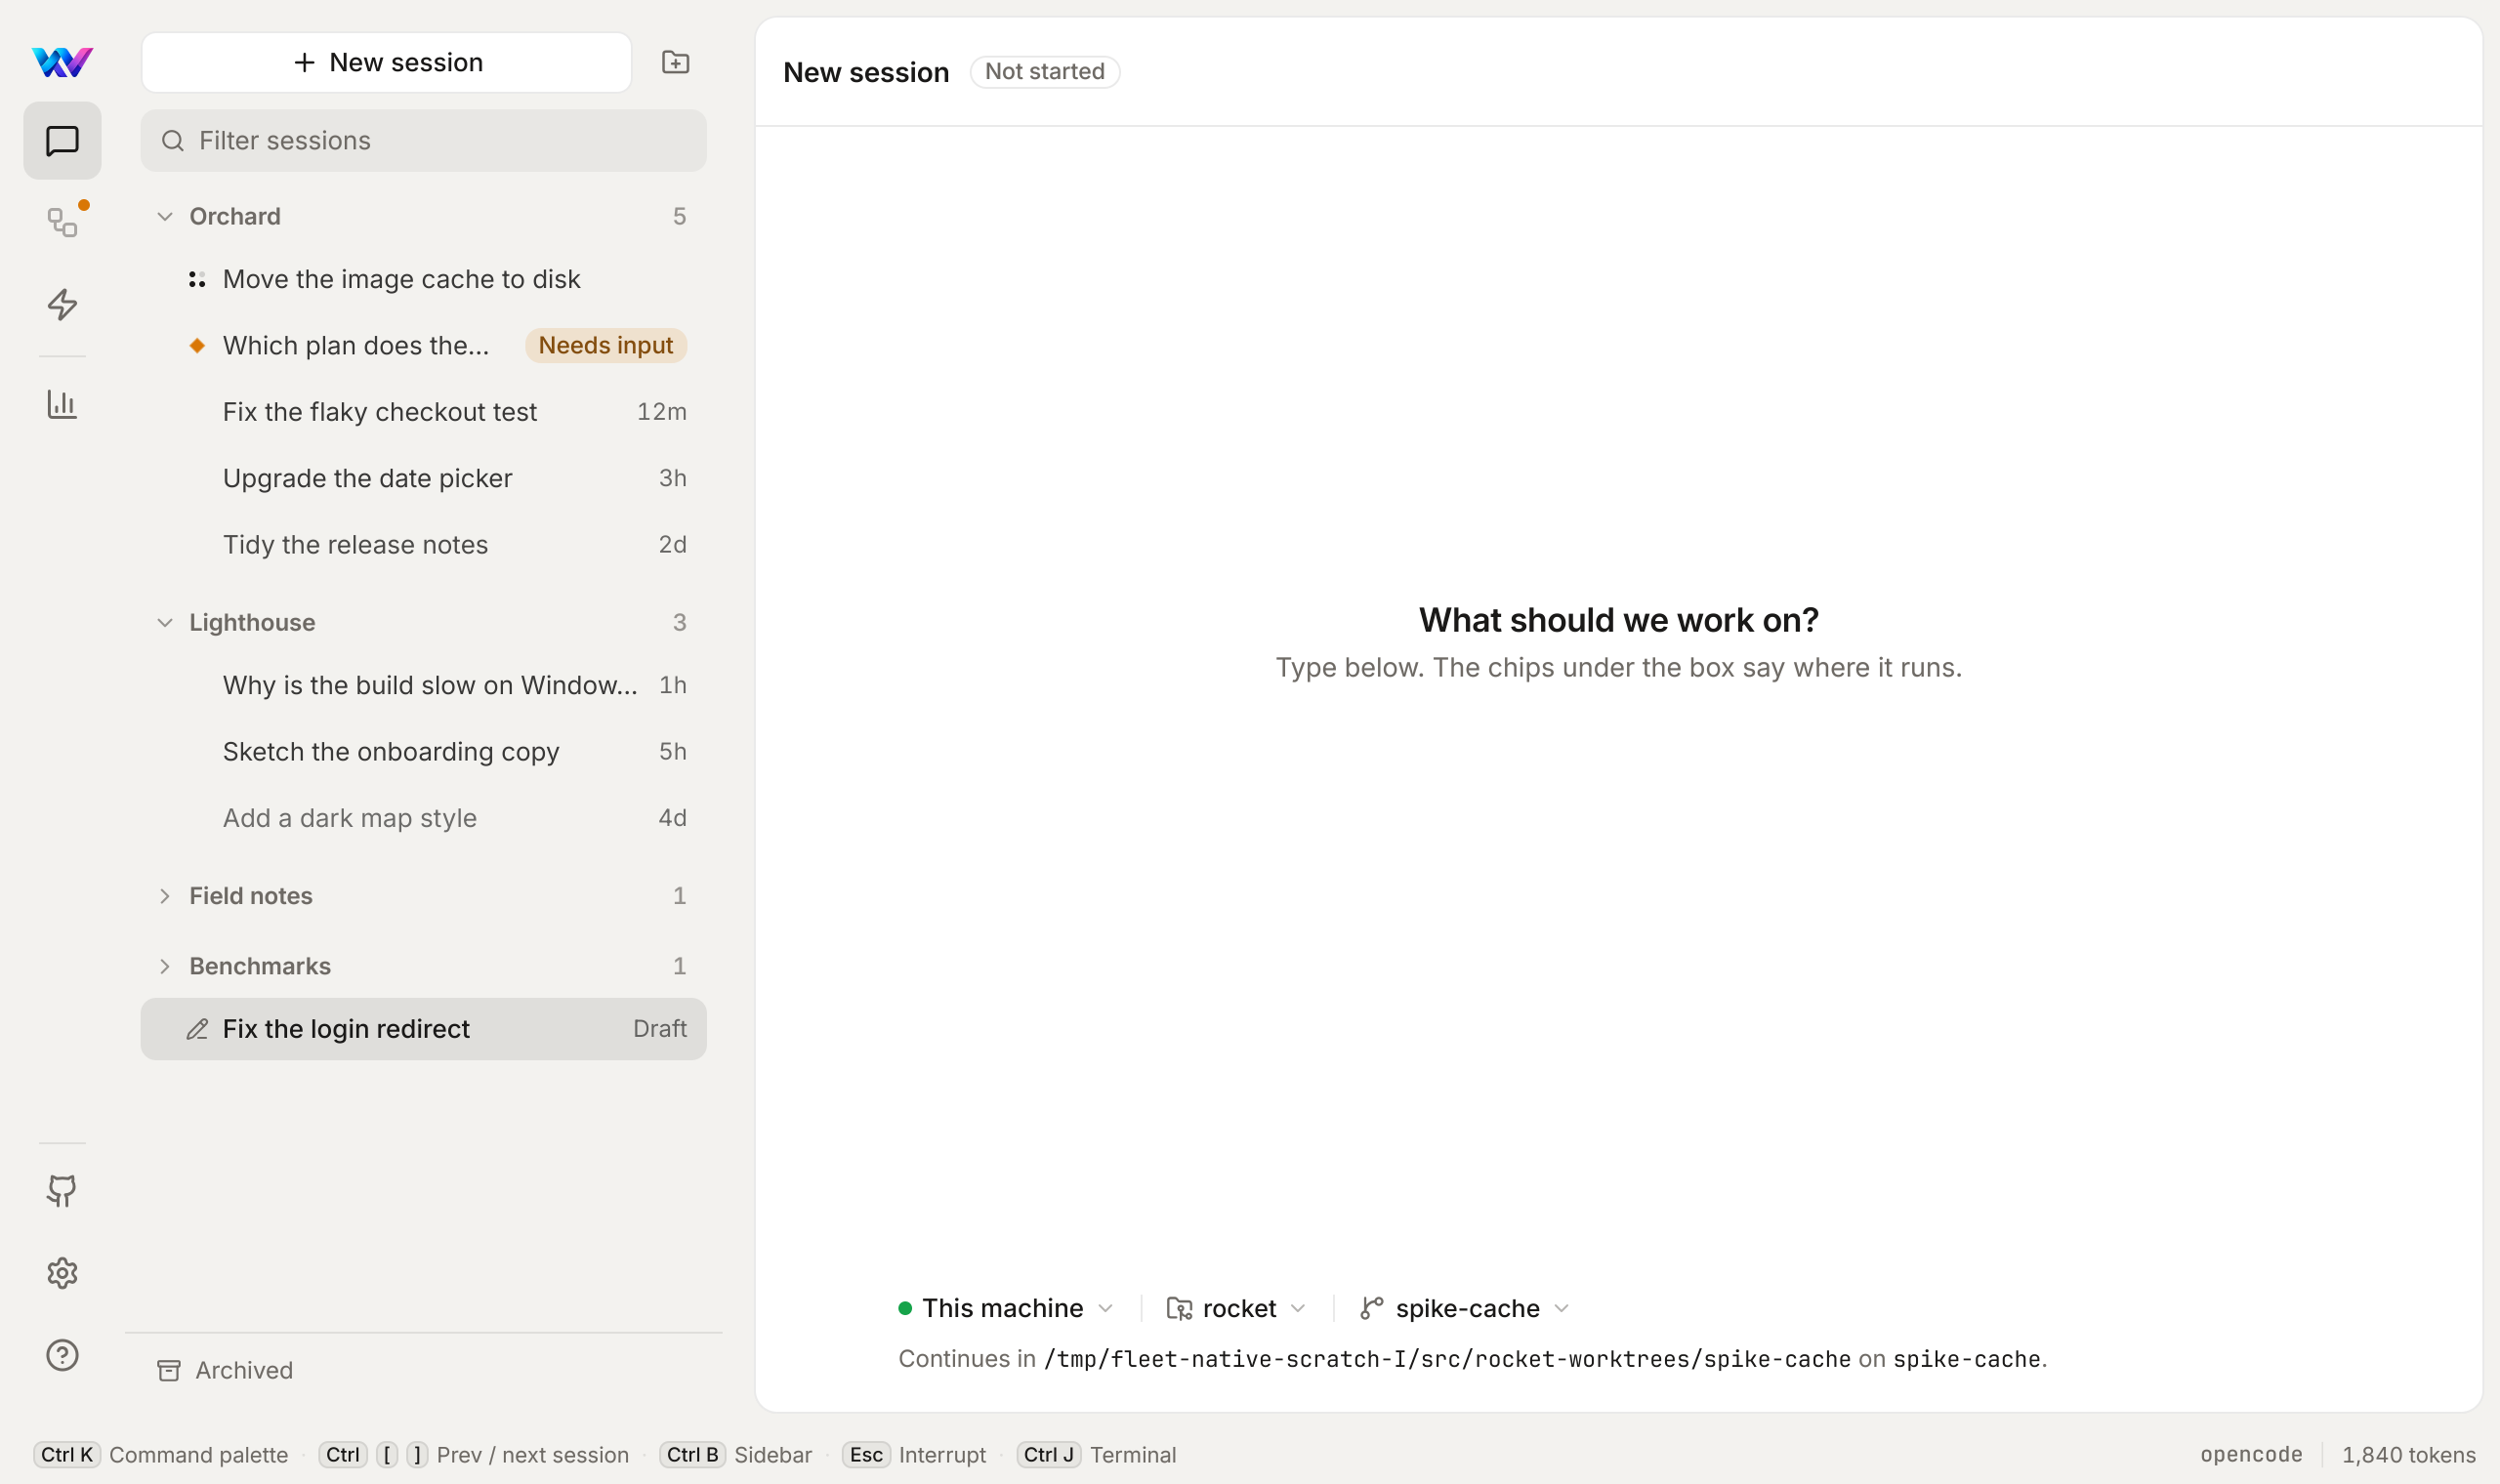 New session
Filter sessions
Orchard 5
Move the image cache to disk
Which plan does the... Needs input
Fix the flaky checkout test 12m
Upgrade the date picker 3h
Tidy the release notes 2d
Lighthouse 3
Why is the build slow on Window... 1h
Sketch the onboarding copy 5h
Add a dark map style 4d
Field notes 1
Benchmarks 1
Fix the login redirect Draft
Archived
New session Not started
What should we work on?
Type below. The chips under the box say where it runs.
This machine rocket spike-cache
Continues in /tmp/fleet-native-scratch-I/src/rocket-worktrees/spike-cache on spike-cache.
Ctrl K Command palette · Ctrl [ ] Prev / next session · Ctrl B Sidebar · Esc Interrupt · Ctrl J Terminal opencode 1,840 tokens